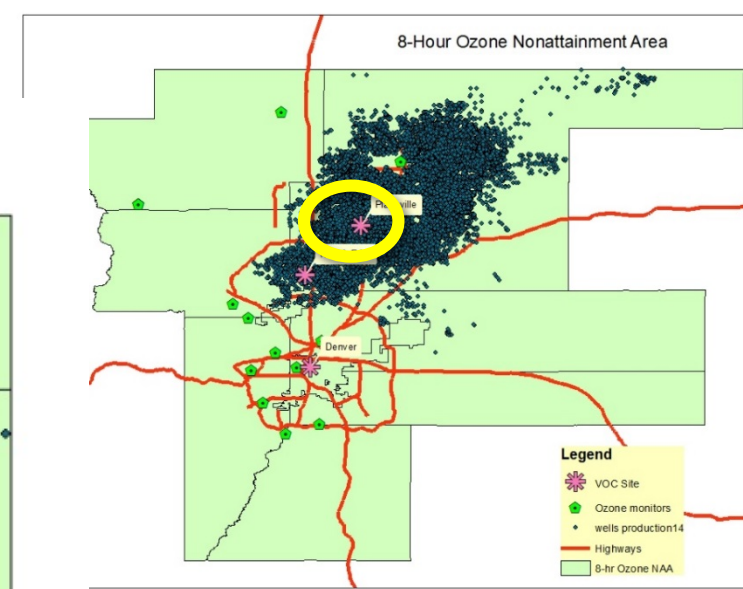 8-Hour Ozone Nonattainment Area
Denver
Legend
VOC Site
Ozone monitors
wells production14
Highways
8-hr Ozone NAA